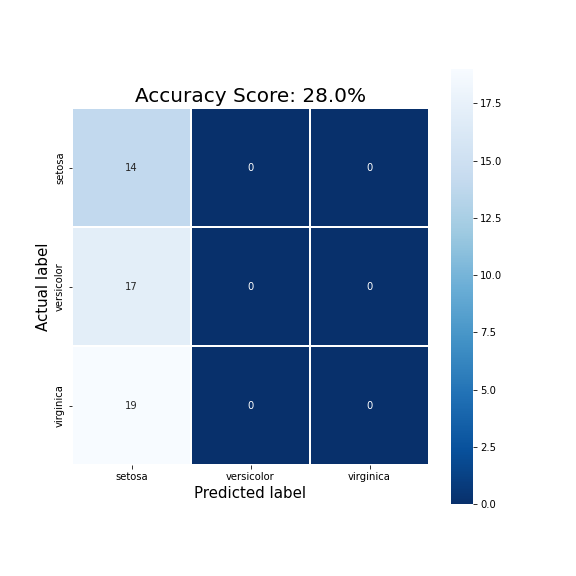 Accuracy Score: 28.0%
setosa 14 0 0
versicolor 17 0 0
virginica 19 0 0
Actual label
setosa versicolor virginica
Predicted label
17.5
15.0
12.5
10.0
7.5
5.0
2.5
0.0